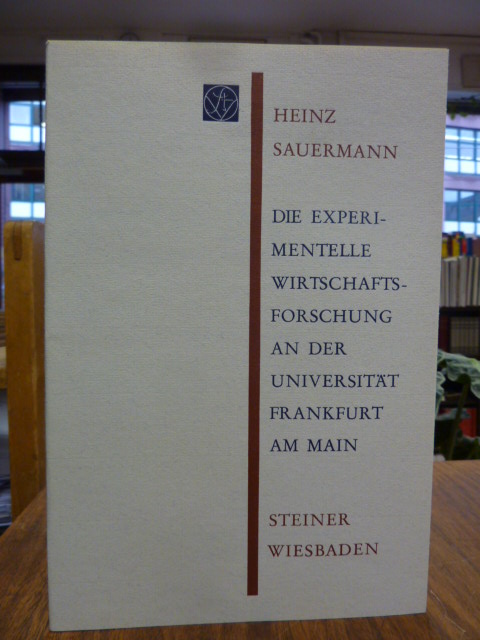 HEINZ
SAUERMANN
DIE EXPERI-
MENTELLE
WIRTSCHAFTS-
FORSCHUNG
AN DER
UNIVERSITÄT
FRANKFURT
AM MAIN
STEINER
WIESBADEN